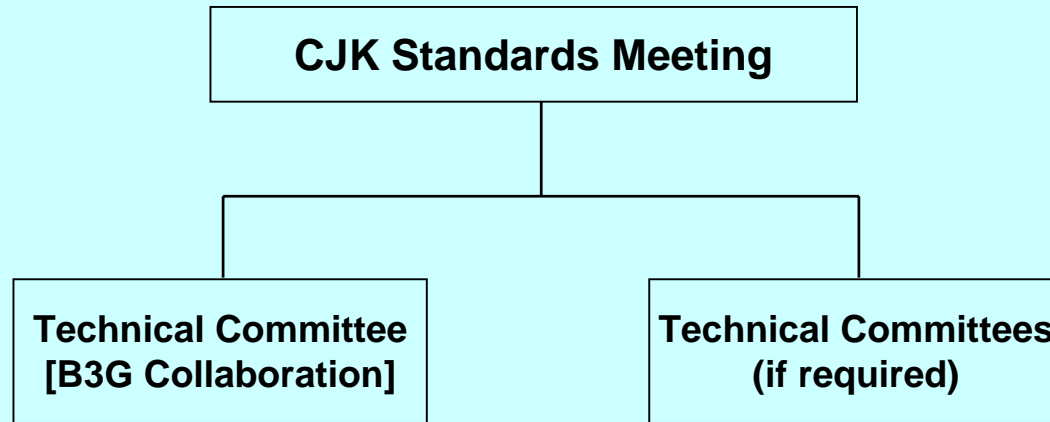 CJK Standards Meeting
Technical Committee
[B3G Collaboration]
Technical Committees
(if required)